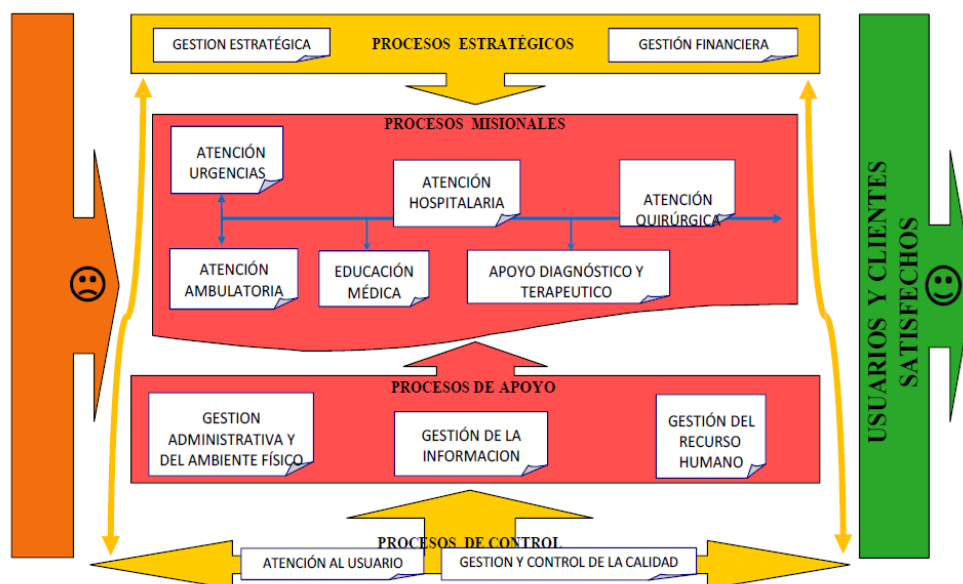 PROCESOS ESTRATÉGICOS
GESTION ESTRATÉGICA
GESTIÓN FINANCIERA
PROCESOS MISIONALES
ATENCIÓN
URGENCIAS
ATENCIÓN
HOSPITALARIA
ATENCIÓN
QUIRÚRGICA
ATENCIÓN
AMBULATORIA
EDUCACIÓN
MÉDICA
APOYO DIAGNÓSTICO Y
TERAPEUTICO
PROCESOS DE APOYO
GESTION
ADMINISTRATIVA Y
DEL AMBIENTE FÍSICO
GESTIÓN DE LA
INFORMACION
GESTIÓN DEL
RECURSO
HUMANO
PROCESOS DE CONTROL
ATENCIÓN AL USUARIO
GESTION Y CONTROL DE LA CALIDAD
USUARIOS Y CLIENTES
SATISFECHOS